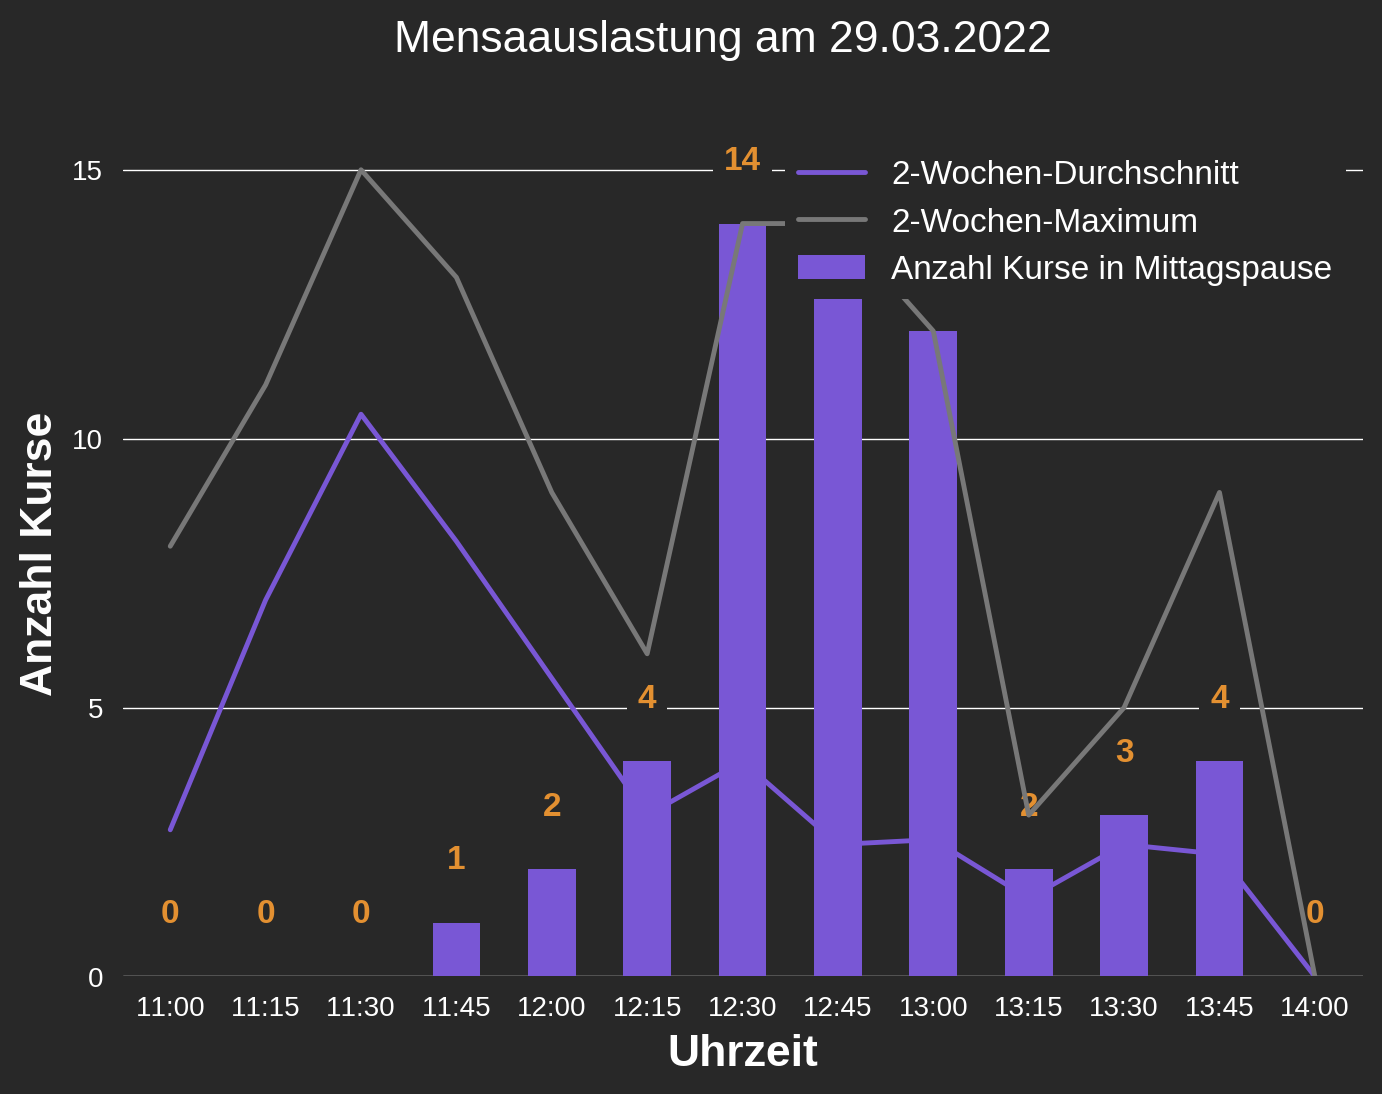 Mensaauslastung am 29.03.2022
2-Wochen-Durchschnitt
2-Wochen-Maximum
Anzahl Kurse in Mittagspause
Anzahl Kurse
15
10
5
0
0
0
0
1
2
4
14
2
3
4
0
11:00 11:15 11:30 11:45 12:00 12:15 12:30 12:45 13:00 13:15 13:30 13:45 14:00
Uhrzeit